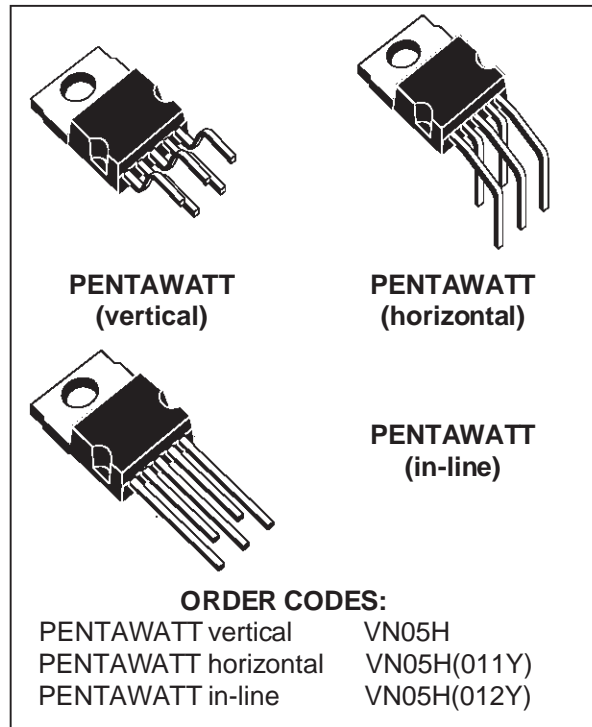 PENTAWATT
(vertical)
PENTAWATT
(horizontal)
PENTAWATT
(in-line)
ORDER CODES:
PENTAWATT vertical VN05H
PENTAWATT horizontal VN05H(011Y)
PENTAWATT in-line VN05H(012Y)